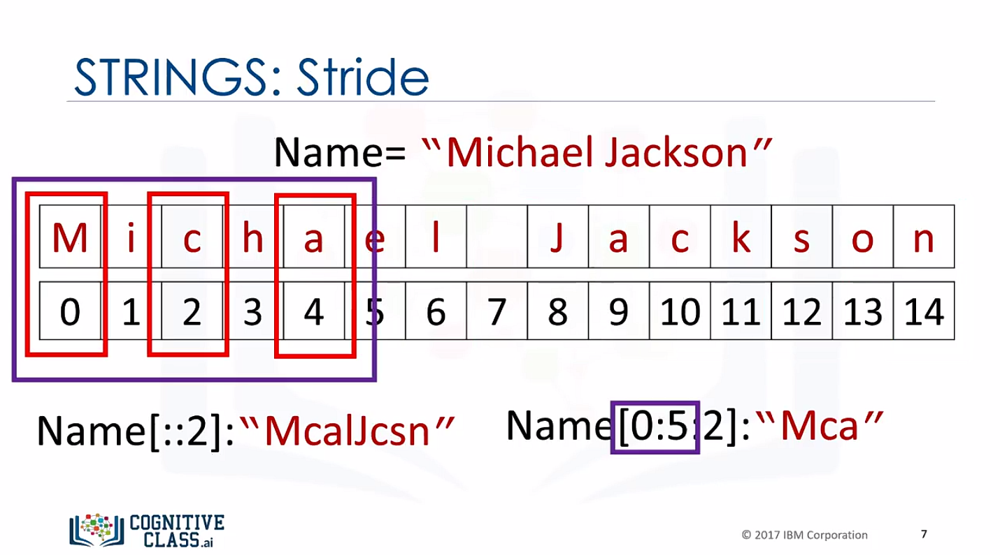 STRINGS: Stride
Name= “Michael Jackson”
M i c h a e l J a c k s o n
0 1 2 3 4 5 6 7 8 9 10 11 12 13 14
Name[::2]:“McalJcsn”
Name[0:5:2]:“Mca”
COGNITIVE
CLASS.ai
© 2017 IBM Corporation
7